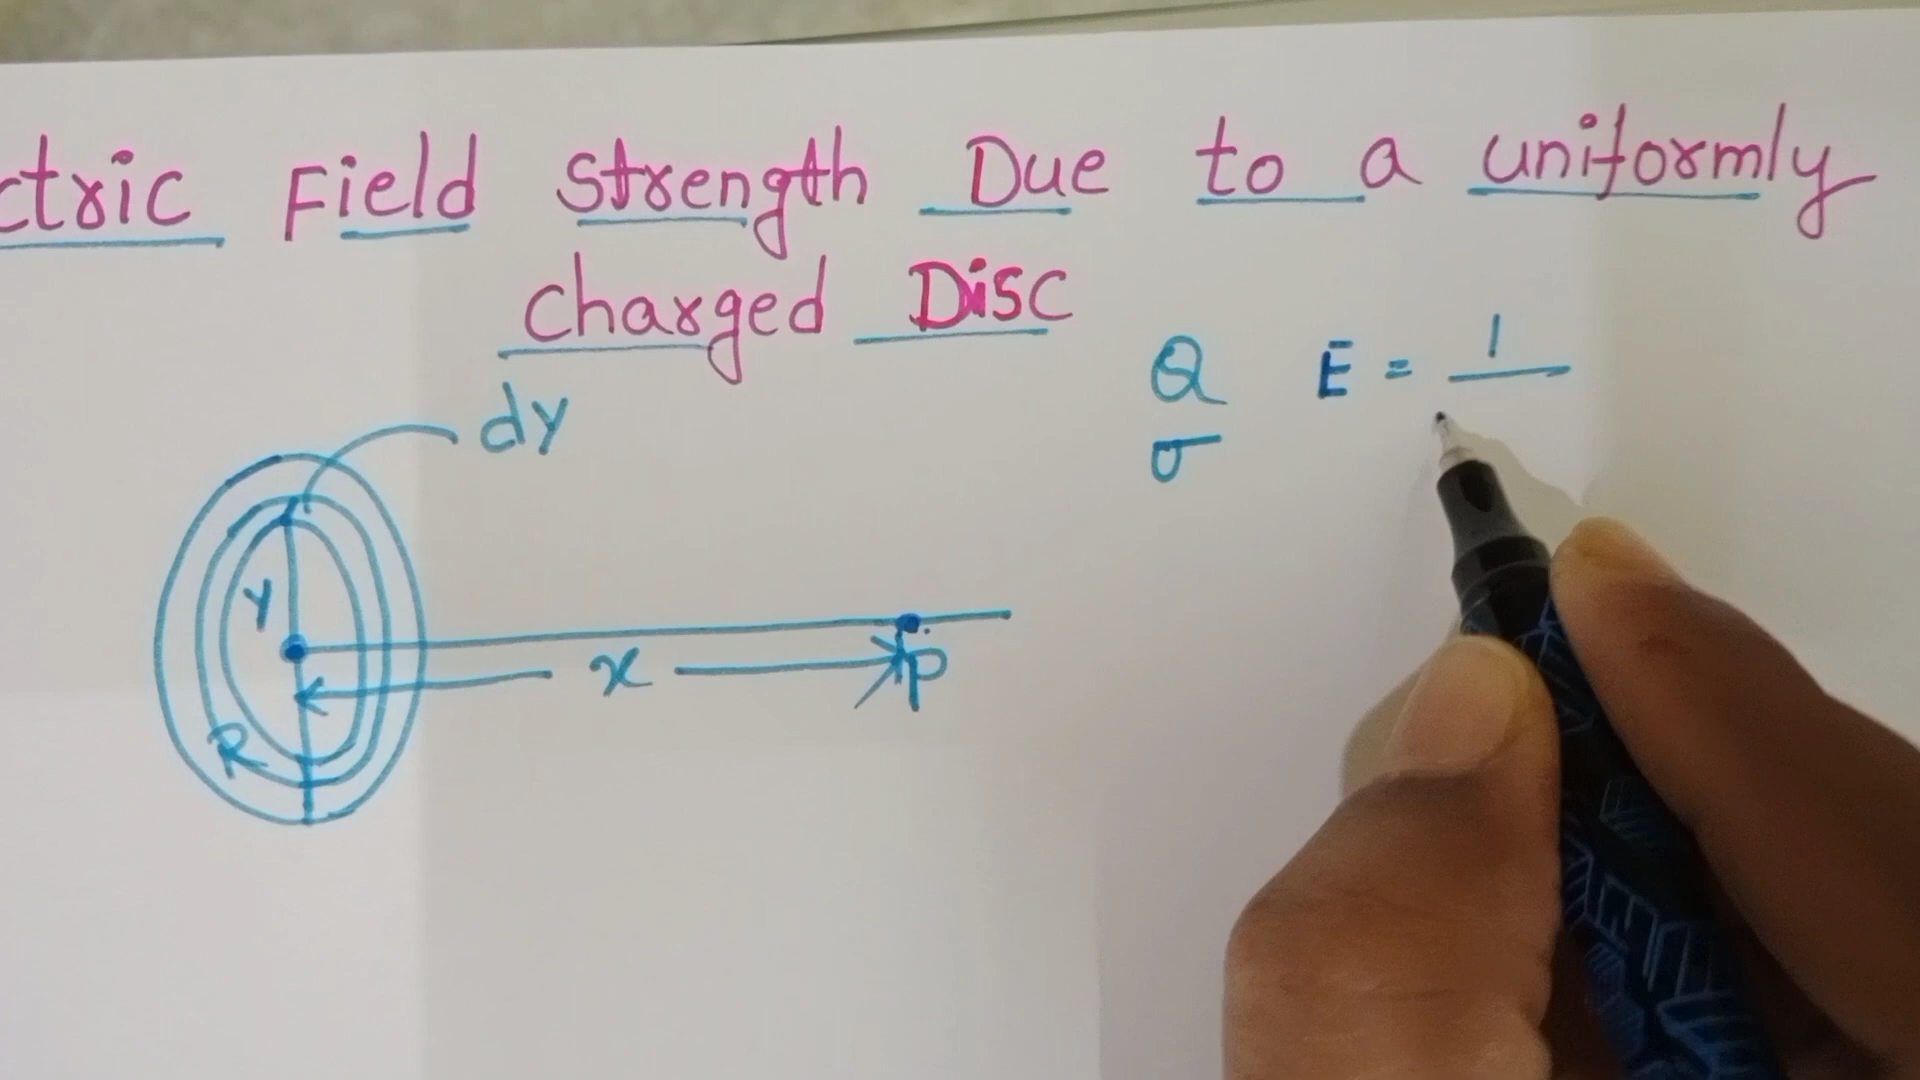 ctric Field Strength Due to a uniformly
charged Disc
Q E = 1
dy
σ
y
x
P
R